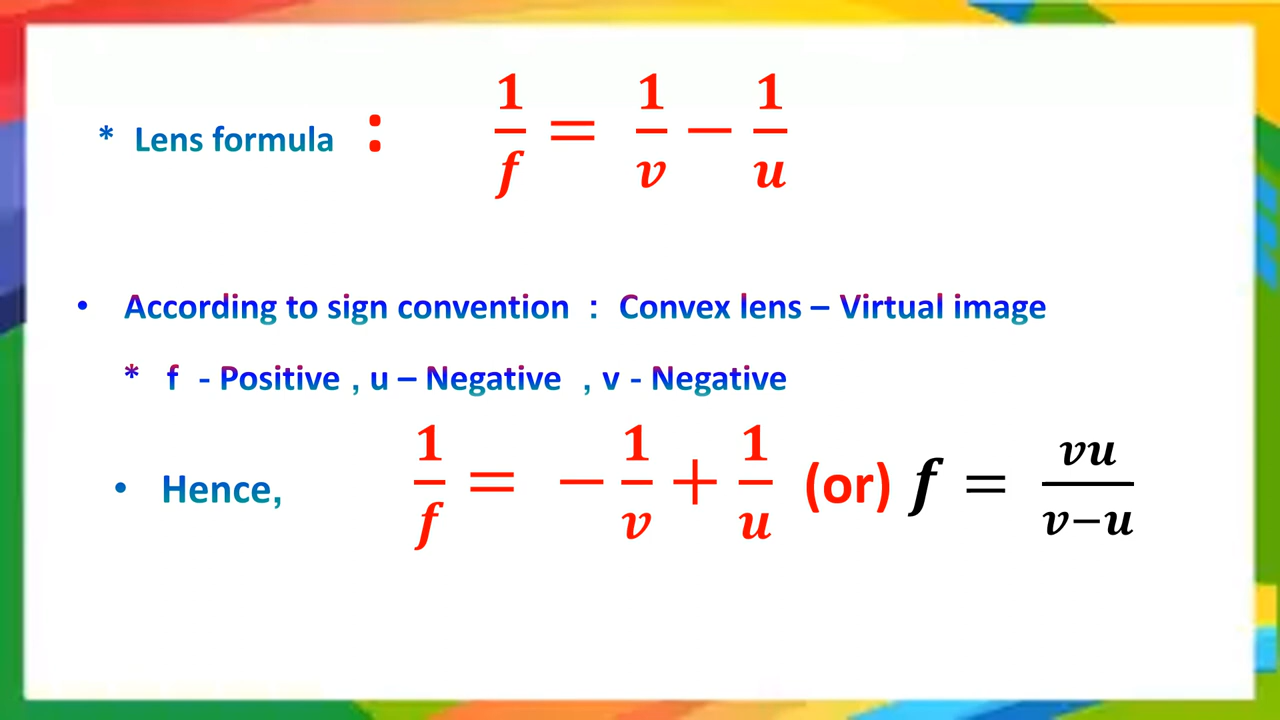 * Lens formula : 1/f = 1/v − 1/u
• According to sign convention : Convex lens – Virtual image
* f - Positive , u – Negative , v - Negative
• Hence, 1/f = − 1/v + 1/u (or) f = vu/v−u